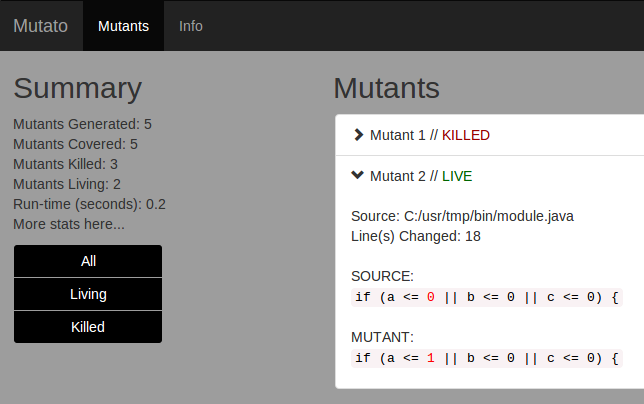 Mutato Mutants Info
Summary
Mutants Generated: 5
Mutants Covered: 5
Mutants Killed: 3
Mutants Living: 2
Run-time (seconds): 0.2
More stats here...
All
Living
Killed
Mutants
Mutant 1 // KILLED
Mutant 2 // LIVE
Source: C:/usr/tmp/bin/module.java
Line(s) Changed: 18
SOURCE:
if (a <= 0 || b <= 0 || c <= 0) {
MUTANT:
if (a <= 1 || b <= 0 || c <= 0) {